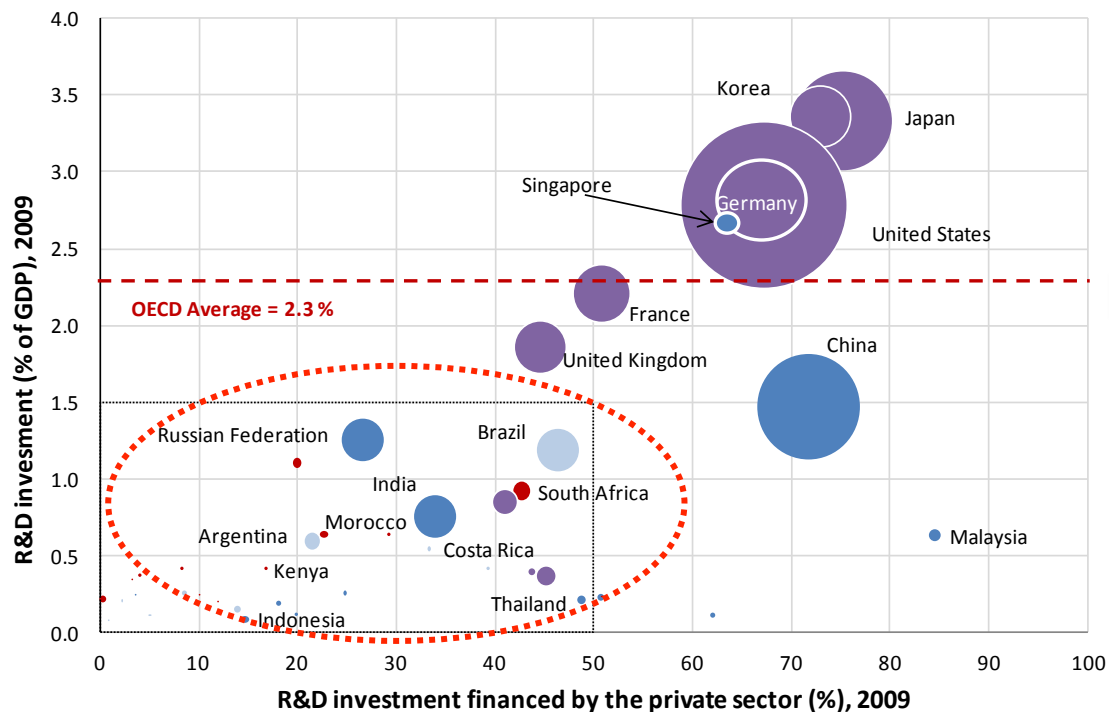 R&D invesment (% of GDP), 2009
4.0
3.5
3.0
2.5
2.0
1.5
1.0
0.5
0.0
Korea
Japan
Singapore
Germany
United States
OECD Average = 2.3 %
France
United Kingdom
China
Russian Federation
Brazil
India
South Africa
Argentina
Morocco
Costa Rica
Malaysia
Kenya
Thailand
Indonesia
0
10
20
30
40
50
60
70
80
90
100
R&D investment financed by the private sector (%), 2009